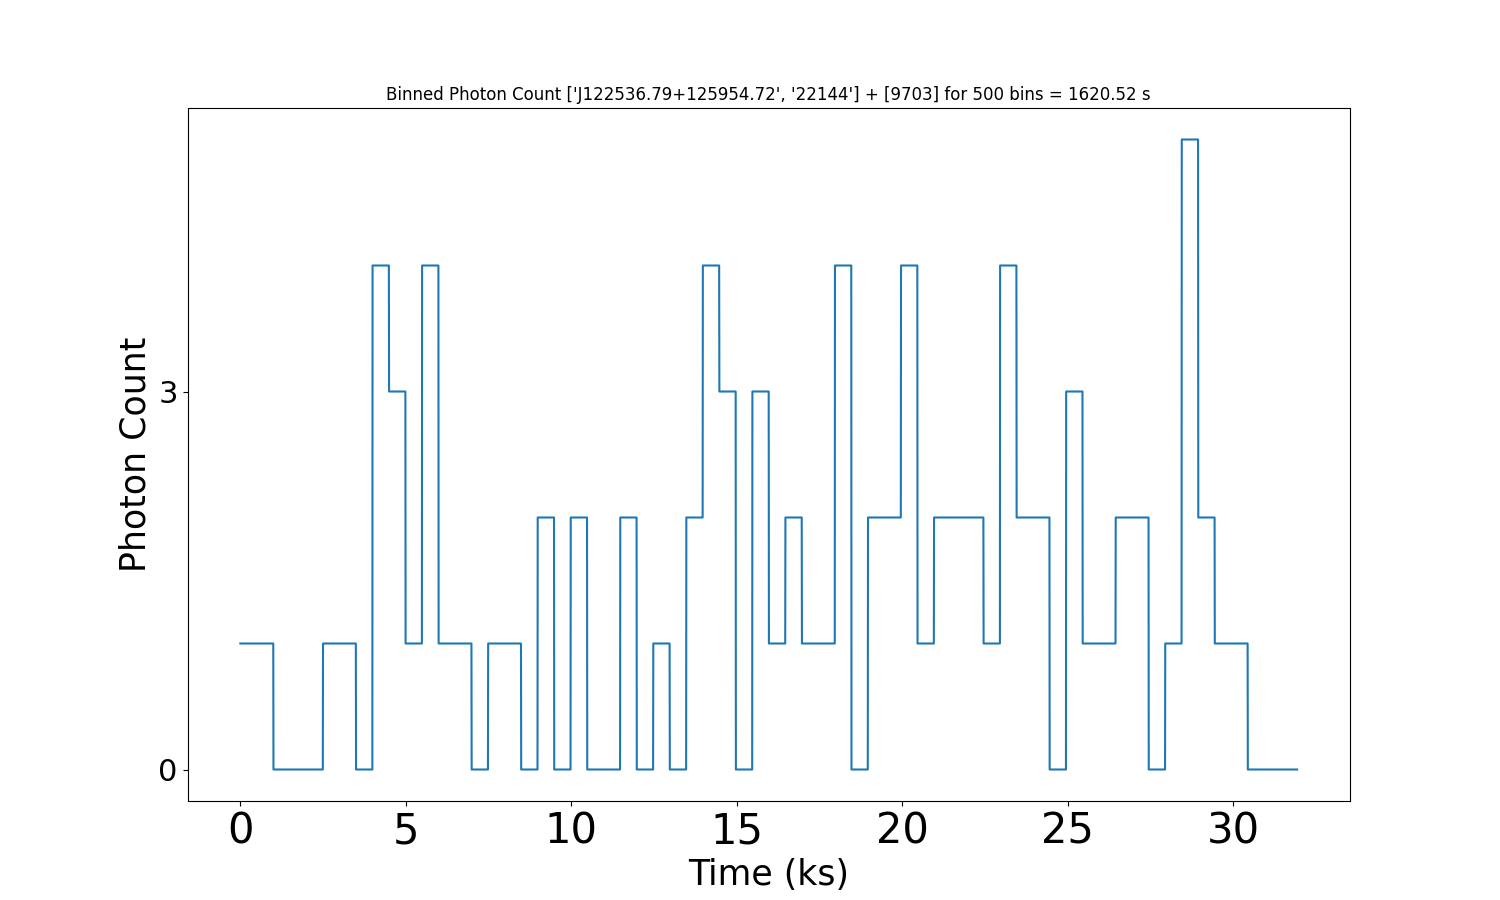 Binned Photon Count ['J122536.79+125954.72', '22144'] + [9703] for 500 bins = 1620.52 s
Photon Count
3
0
0 5 10 15 20 25 30
Time (ks)